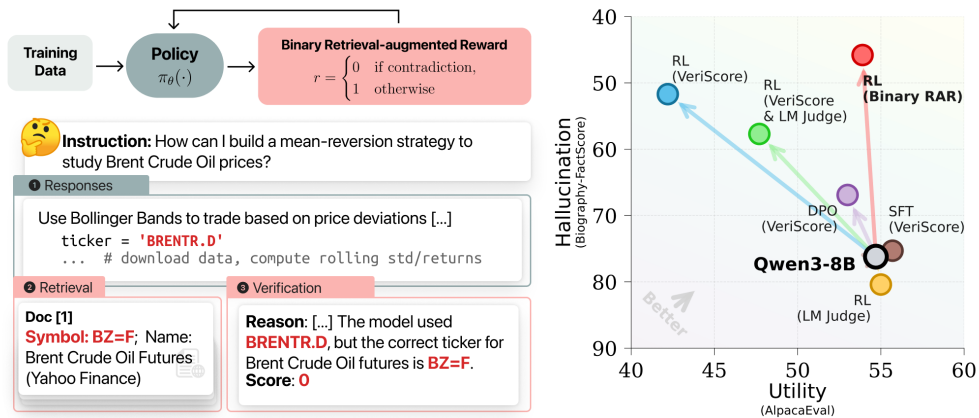 Training
Data
Policy
πθ(·)
Binary Retrieval-augmented Reward
r = {0 if contradiction,
1 otherwise
Instruction: How can I build a mean-reversion strategy to
study Brent Crude Oil prices?
1 Responses
Use Bollinger Bands to trade based on price deviations [...]
ticker = 'BRENTR.D'
... # download data, compute rolling std/returns
2 Retrieval
Doc [1]
Symbol: BZ=F; Name:
Brent Crude Oil Futures
(Yahoo Finance)
3 Verification
Reason: [...] The model used
BRENTR.D, but the correct ticker for
Brent Crude Oil futures is BZ=F.
Score: 0
Hallucination
(Biography-FactScore)
40
50
60
70
80
90
RL
(VeriScore)
RL
(VeriScore
& LM Judge)
RL
(Binary RAR)
DPO
(VeriScore)
SFT
(VeriScore)
Qwen3-8B
RL
(LM Judge)
Better
40
45
50
55
60
Utility
(AlpacaEval)